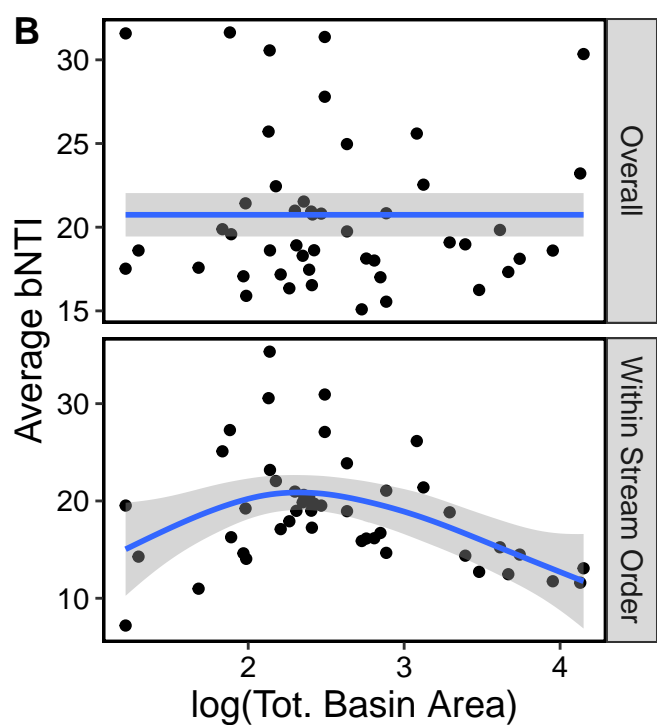 B
Average bNTI
30
25
20
15
Overall
30
20
10
Within Stream Order
2 3 4
log(Tot. Basin Area)